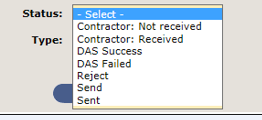 Status: - Select -
Contractor: Not received
Type: Contractor: Received
DAS Success
DAS Failed
Reject
Send
Sent